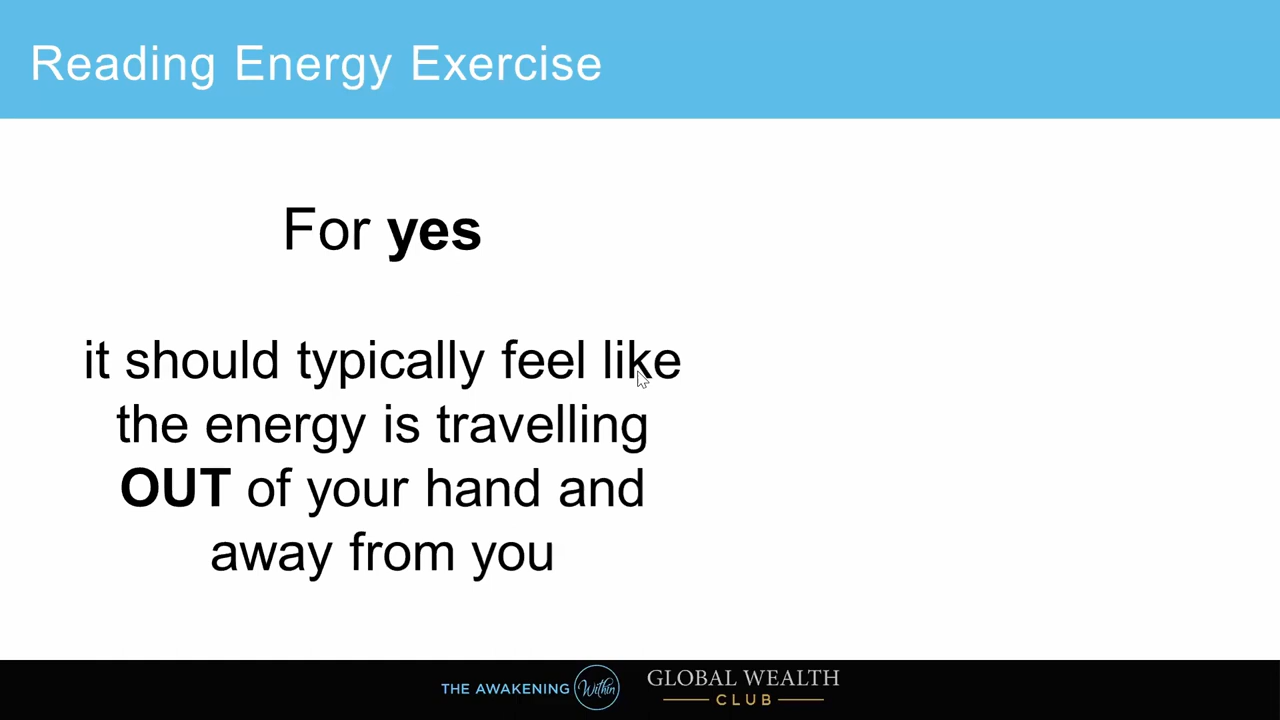 Reading Energy Exercise
For yes
it should typically feel like
the energy is travelling
OUT of your hand and
away from you
THE AWAKENING Within
GLOBAL WEALTH
CLUB